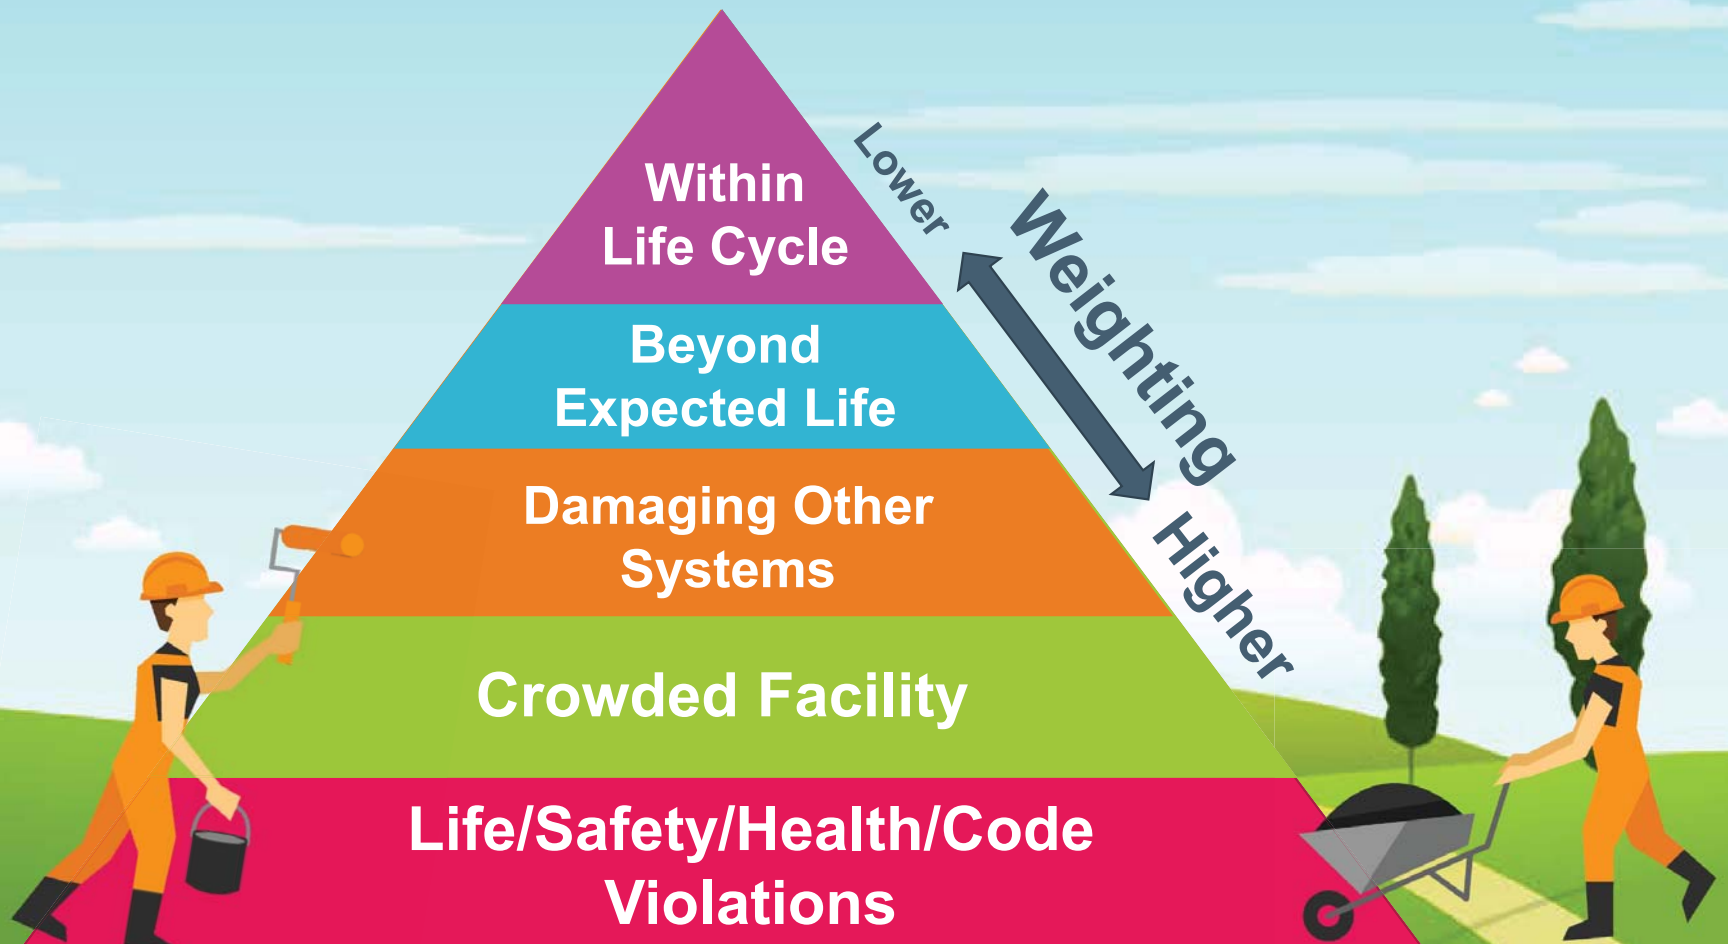 Within
Life Cycle
Lower
Weighting
Higher
Beyond
Expected Life
Damaging Other
Systems
Crowded Facility
Life/Safety/Health/Code
Violations